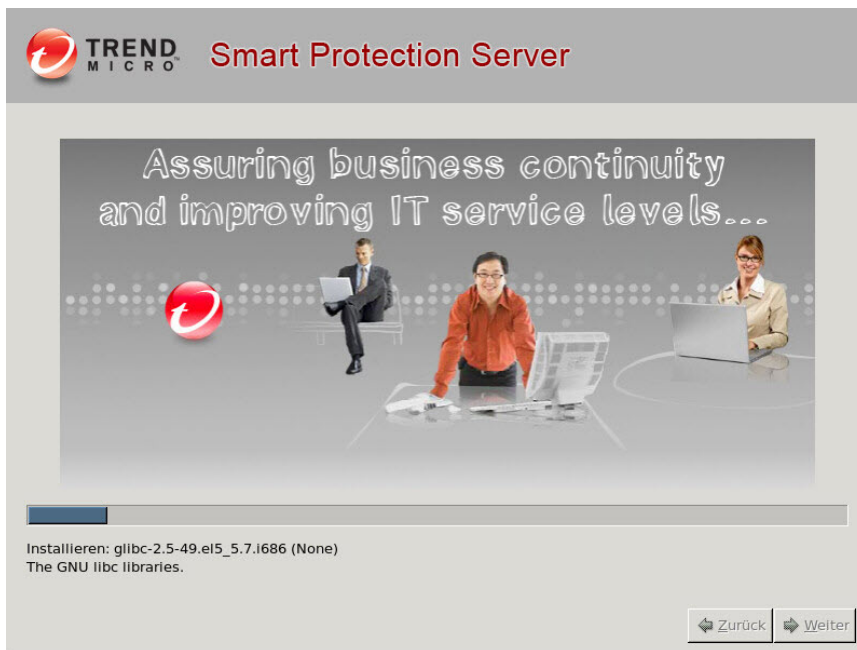 TREND
MICRO™
Smart Protection Server
Assuring business continuity
and improving IT service levels...
Installieren: glibc-2.5-49.el5_5.7.i686 (None)
The GNU libc libraries.
Zurück
Weiter